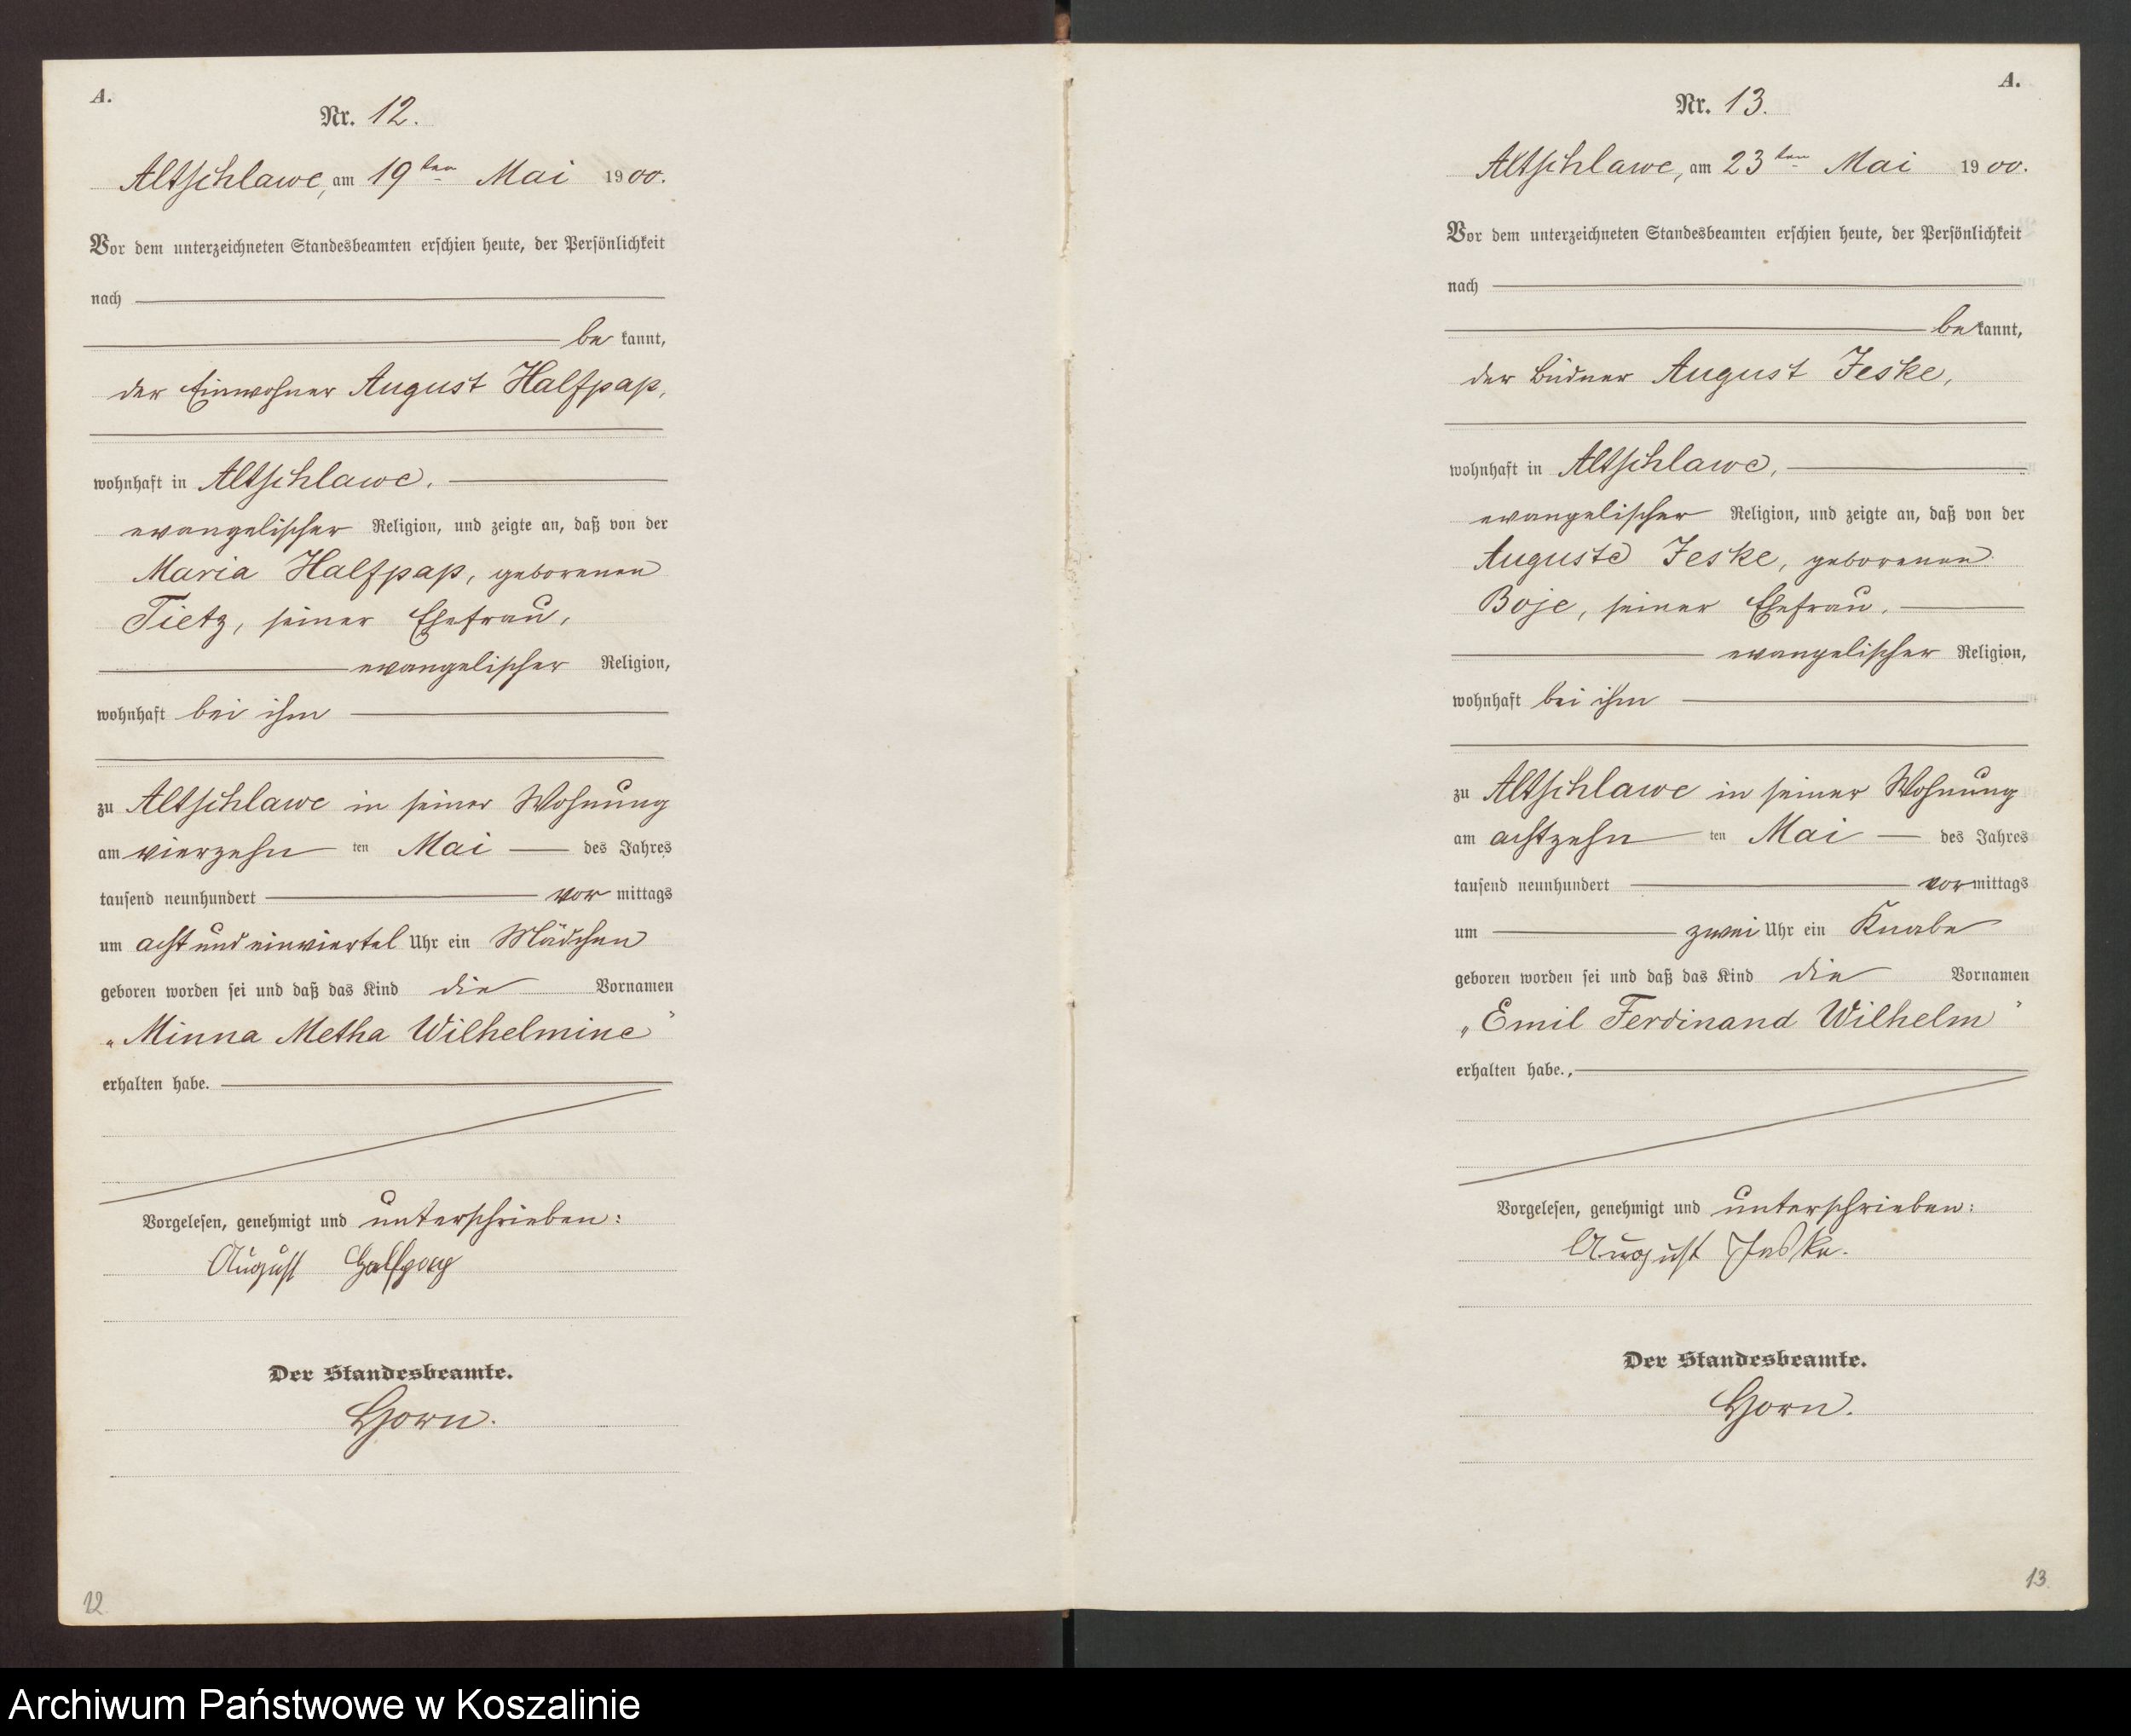 A.
Nr. 12.
Altschlawe, am 19ten Mai 1900.
Vor dem unterzeichneten Standesbeamten erschien heute, der Persönlichkeit
nach
be kannt,
der Einwohner August Halfpap,
wohnhaft in Altschlawe,
evangelischer Religion, und zeigte an, daß von der
Maria Halfpap, geborenen
Tietz, seiner Ehefrau,
evangelischer Religion,
wohnhaft bei ihm
zu Altschlawe in seiner Wohnung
am vierzehn ten Mai des Jahres
tausend neunhundert vor mittags
um acht und einviertel Uhr ein Mädchen
geboren worden sei und daß das Kind die Vornamen
„Minna Metha Wilhelmine"
erhalten habe.
Vorgelesen, genehmigt und unterschrieben:
August Halfpap
Der Standesbeamte.
Horn.
12
A.
Nr. 13.
Altschlawe, am 23ten Mai 1900.
Vor dem unterzeichneten Standesbeamten erschien heute, der Persönlichkeit
nach
bekannt,
der Büdner August Jeske,
wohnhaft in Altschlawe,
evangelischer Religion, und zeigte an, daß von der
Auguste Jeske, geborenen
Boje, seiner Ehefrau,
evangelischer Religion,
wohnhaft bei ihm
zu Altschlawe in seiner Wohnung
am achtzehn ten Mai des Jahres
tausend neunhundert vormittags
um zwei Uhr ein Knabe
geboren worden sei und daß das Kind die Vornamen
„Emil Ferdinand Wilhelm"
erhalten habe.,
Vorgelesen, genehmigt und unterschrieben:
August Jeske.
Der Standesbeamte.
Horn.
13
Archiwum Państwowe w Koszalinie